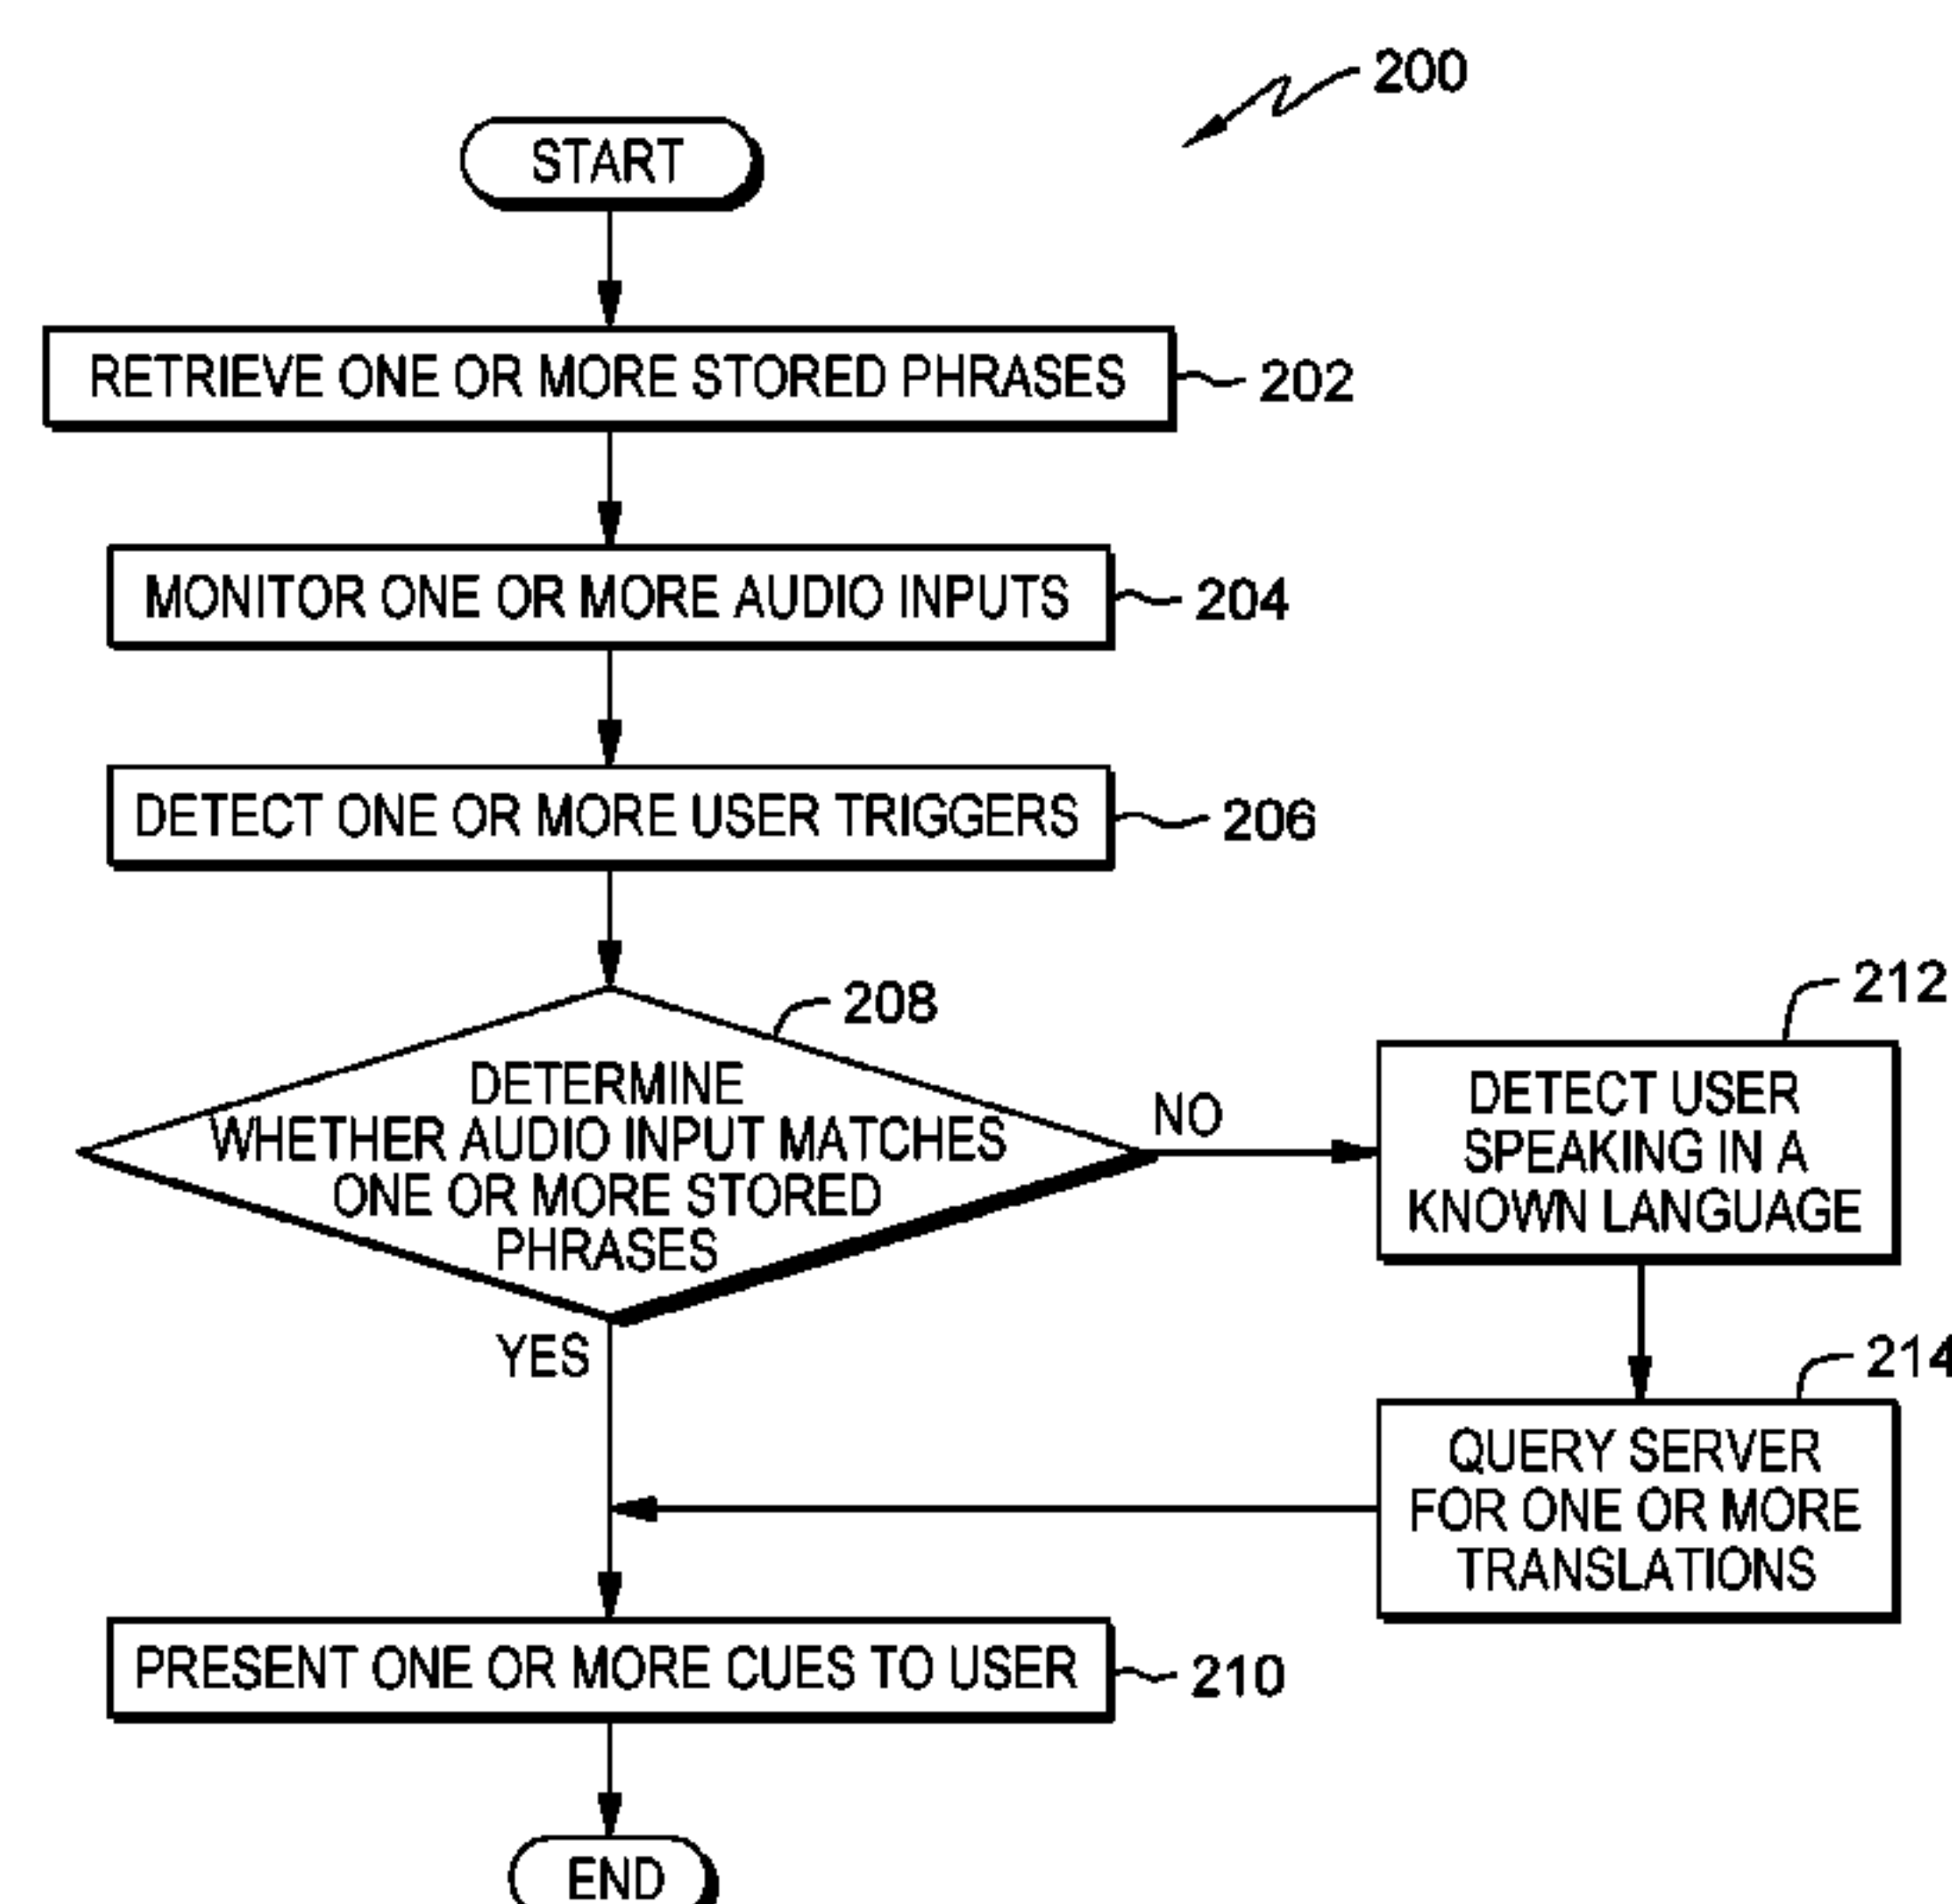 200
START
RETRIEVE ONE OR MORE STORED PHRASES
202
MONITOR ONE OR MORE AUDIO INPUTS
204
DETECT ONE OR MORE USER TRIGGERS
206
208
DETERMINE
WHETHER AUDIO INPUT MATCHES
ONE OR MORE STORED
PHRASES
NO
212
DETECT USER
SPEAKING IN A
KNOWN LANGUAGE
YES
214
QUERY SERVER
FOR ONE OR MORE
TRANSLATIONS
PRESENT ONE OR MORE CUES TO USER
210
END